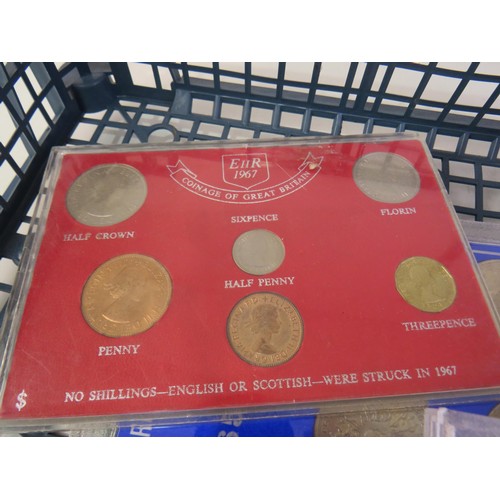 EIIR
1967
COINAGE OF GREAT BRITAIN
HALF CROWN
SIXPENCE
FLORIN
HALF PENNY
PENNY
THREEPENCE
NO SHILLINGS—ENGLISH OR SCOTTISH—WERE STRUCK IN 1967
$